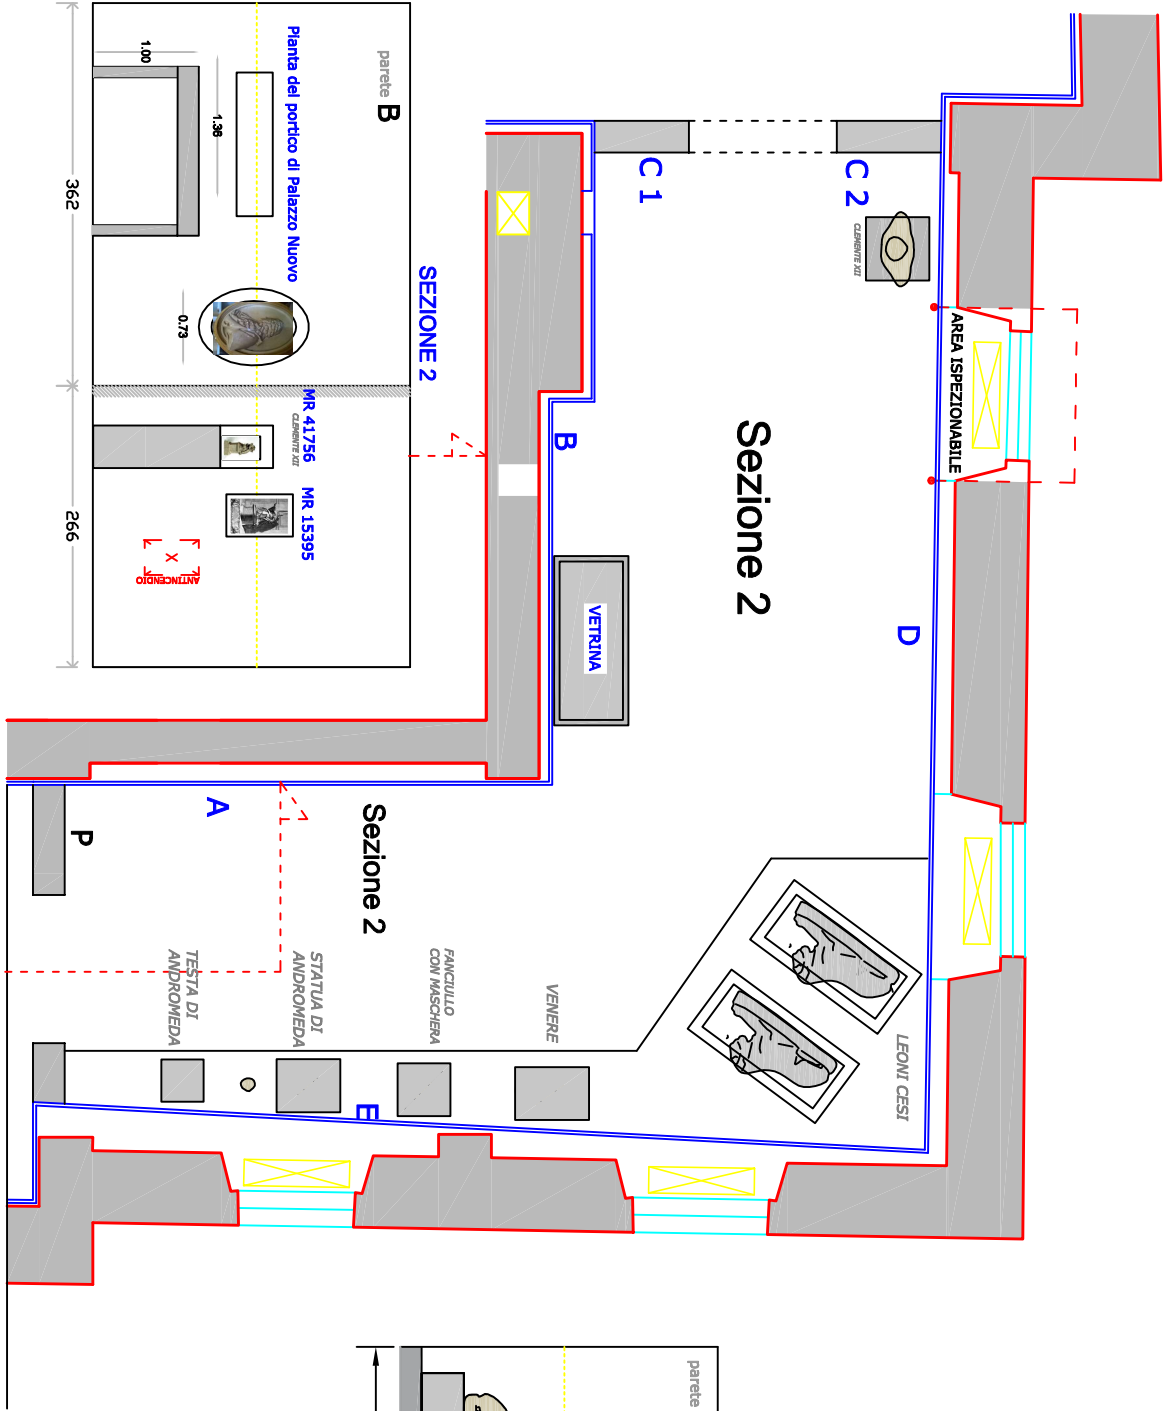 parete B
Pianta del portico di Palazzo Nuovo
1.00
1.36
0.73
362
266
SEZIONE 2
MR 41756
CLEMENTE XII
MR 15395
X
ANTINCENDIO
C 1
C 2
CLEMENTE XII
AREA ISPEZIONABILE
Sezione 2
B
D
VETRINA
A
P
Sezione 2
TESTA DI
ANDROMEDA
STATUA DI
ANDROMEDA
FANCIULLO
CON MASCHERA
VENERE
LEONI CESI
E
parete